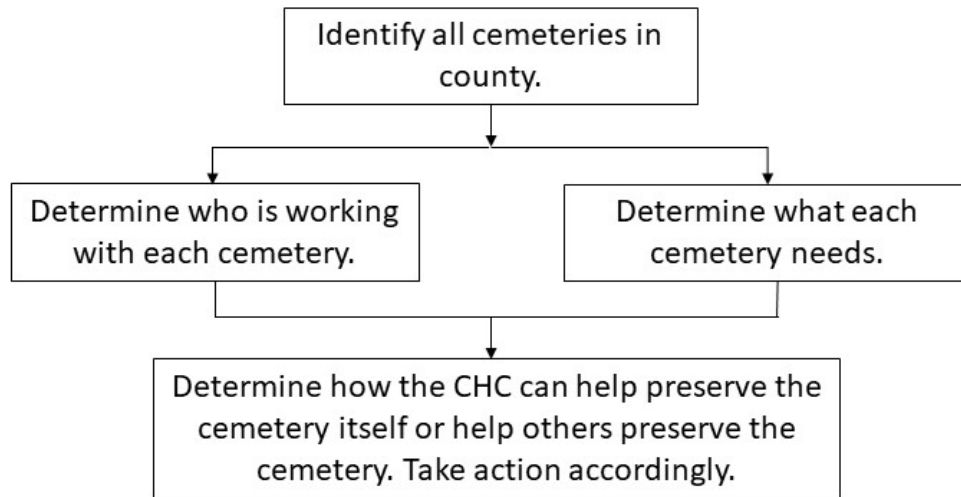 Identify all cemeteries in
county.
Determine who is working
with each cemetery.
Determine what each
cemetery needs.
Determine how the CHC can help preserve the
cemetery itself or help others preserve the
cemetery. Take action accordingly.